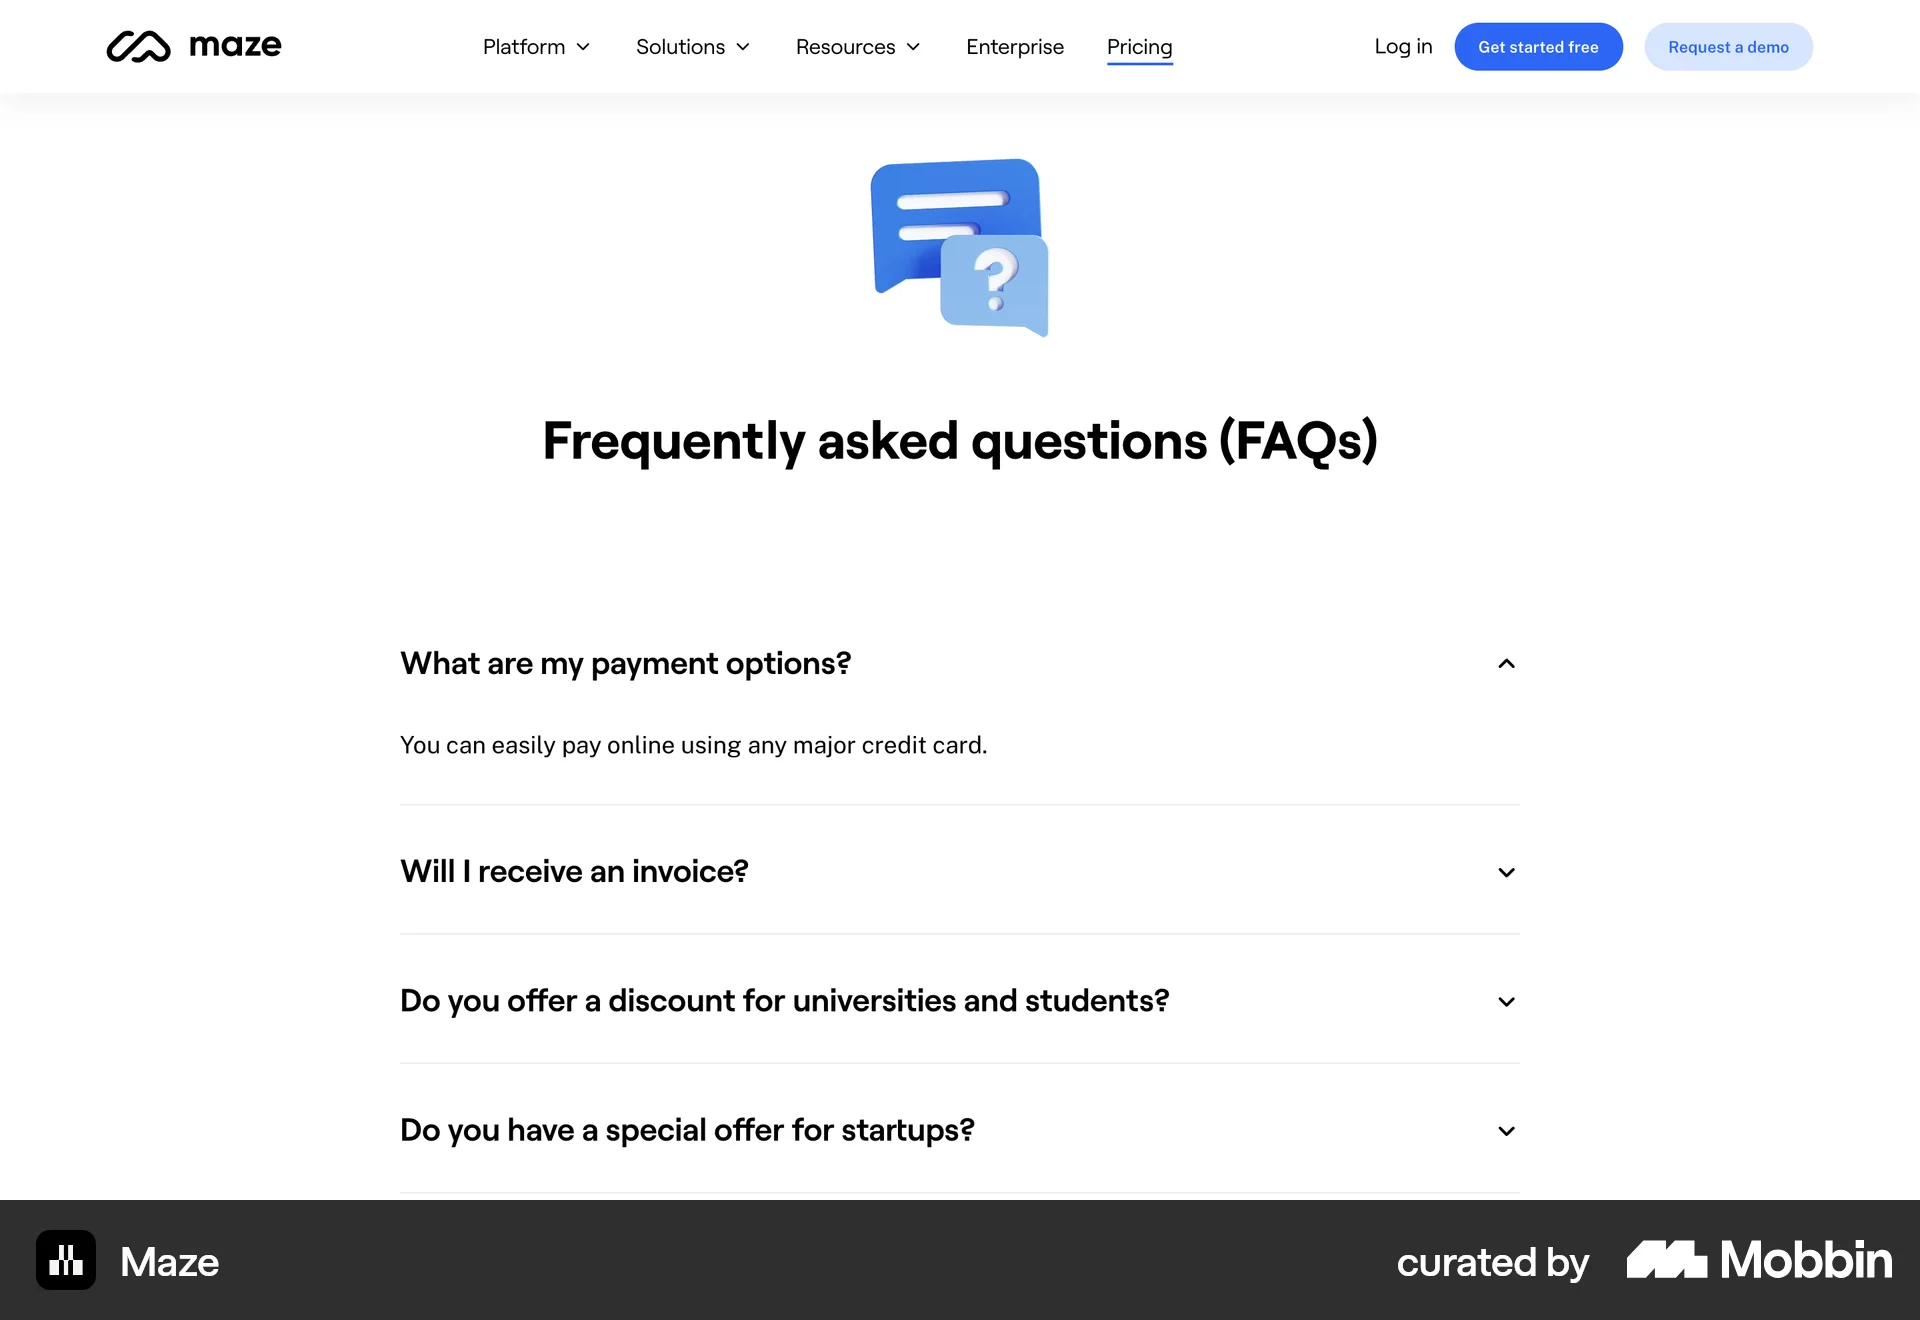 maze
Platform
Solutions
Resources
Enterprise
Pricing
Log in
Get started free
Request a demo
?
Frequently asked questions (FAQs)
What are my payment options?
You can easily pay online using any major credit card.
Will I receive an invoice?
Do you offer a discount for universities and students?
Do you have a special offer for startups?
Maze
curated by
Mobbin